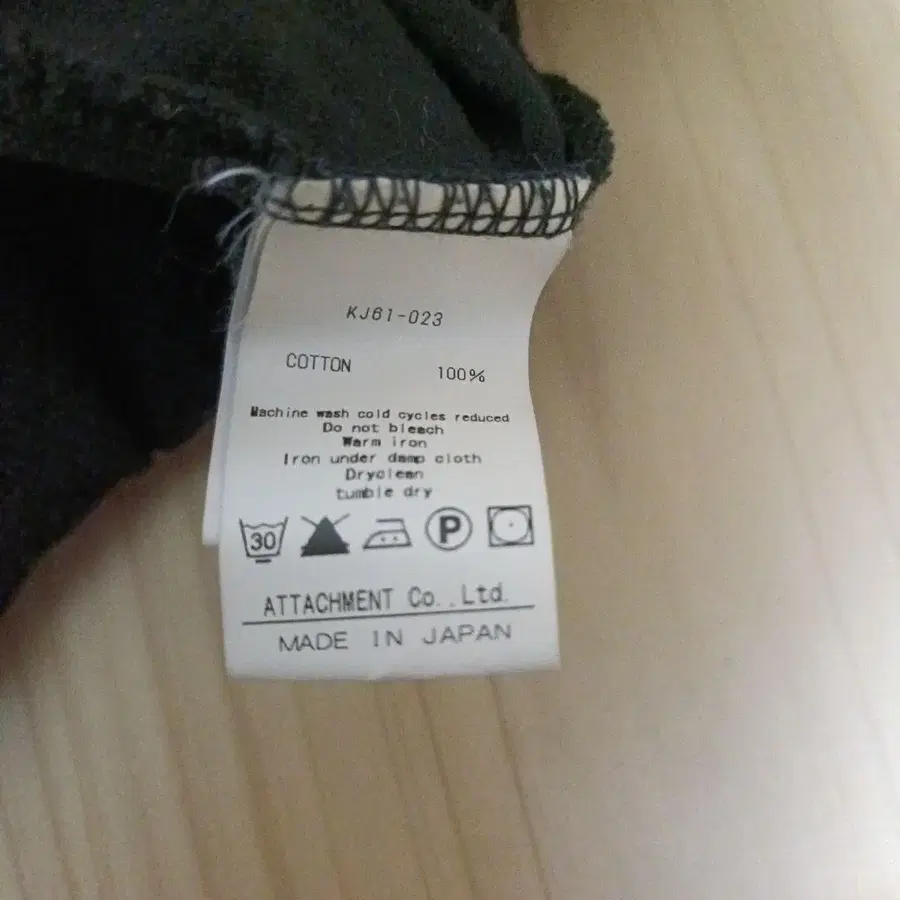 KJ61-023
COTTON 100%
Machine wash cold cycles reduced
Do not bleach
Warm iron
Iron under damp cloth
Dryclean
tumble dry
30 P
ATTACHMENT Co.,Ltd.
MADE IN JAPAN